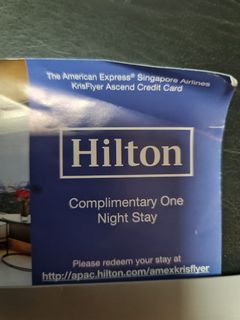 The American Express® Singapore Airlines
KrisFlyer Ascend Credit Card
Hilton
Complimentary One
Night Stay
Please redeem your stay at
http://apac.hilton.com/amexkrisflyer